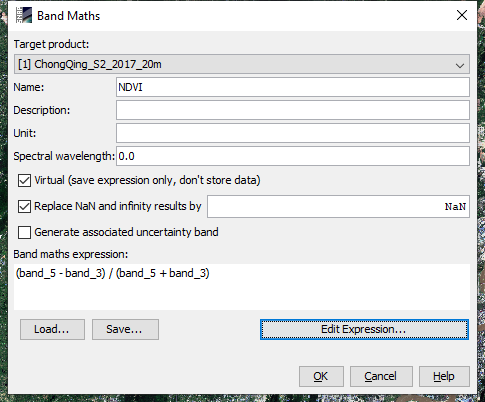 Band Maths
Target product:
[1] ChongQing_S2_2017_20m
Name: NDVI
Description:
Unit:
Spectral wavelength: 0.0
Virtual (save expression only, don't store data)
Replace NaN and infinity results by NaN
Generate associated uncertainty band
Band maths expression:
(band_5 - band_3) / (band_5 + band_3)
Load... Save... Edit Expression...
OK Cancel Help